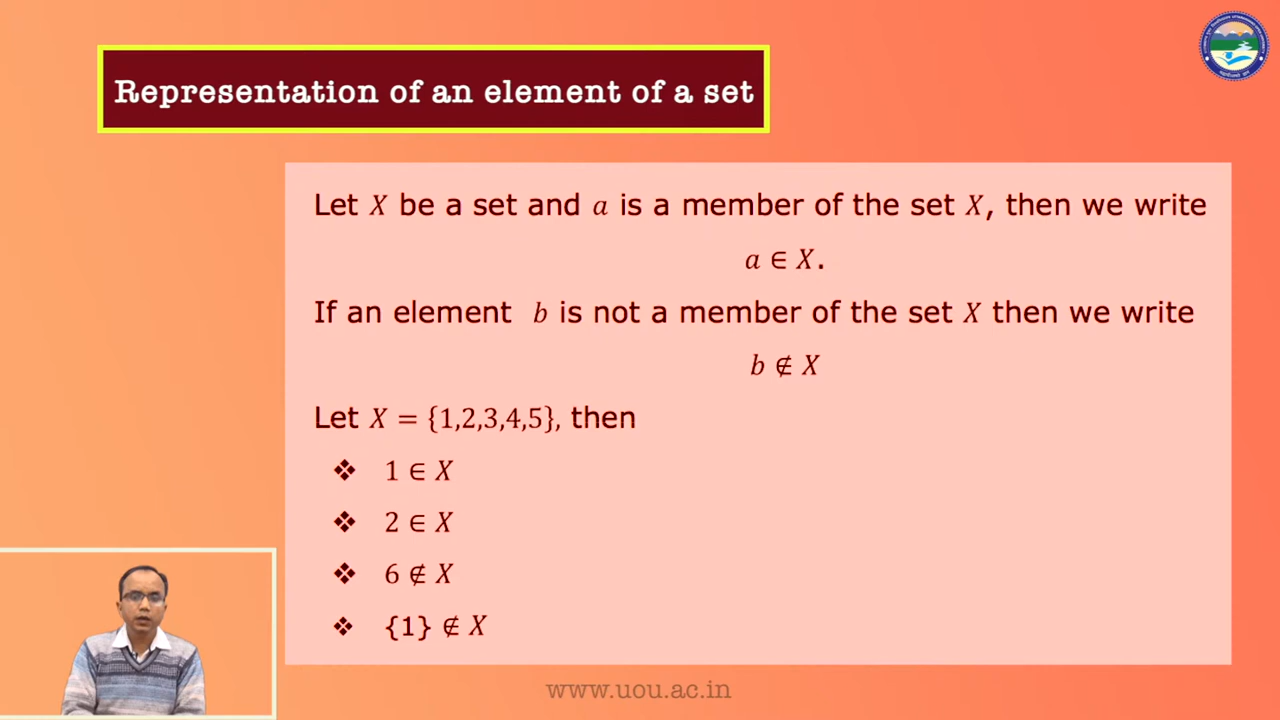 Representation of an element of a set
Let X be a set and a is a member of the set X, then we write
a ∈ X.
If an element b is not a member of the set X then we write
b ∉ X
Let X = {1,2,3,4,5}, then
❖ 1 ∈ X
❖ 2 ∈ X
❖ 6 ∉ X
❖ {1} ∉ X
www.uou.ac.in